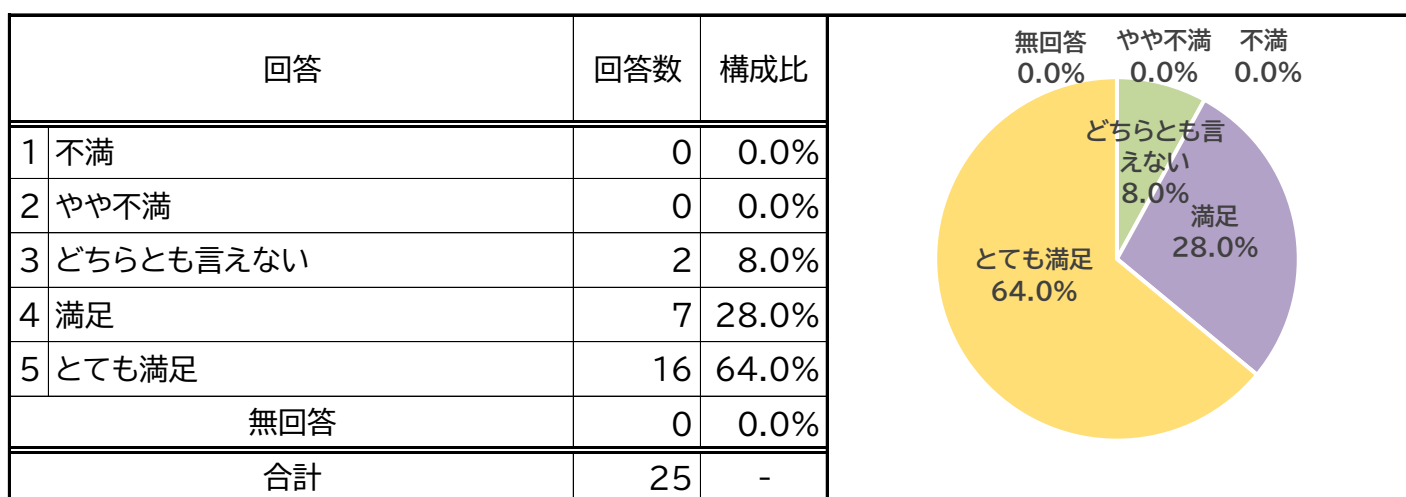 回答 回答数 構成比
1 不満 0 0.0%
2 やや不満 0 0.0%
3 どちらとも言えない 2 8.0%
4 満足 7 28.0%
5 とても満足 16 64.0%
無回答 0 0.0%
合計 25 -
無回答
0.0%
やや不満
0.0%
不満
0.0%
どちらとも言
えない
8.0%
満足
28.0%
とても満足
64.0%